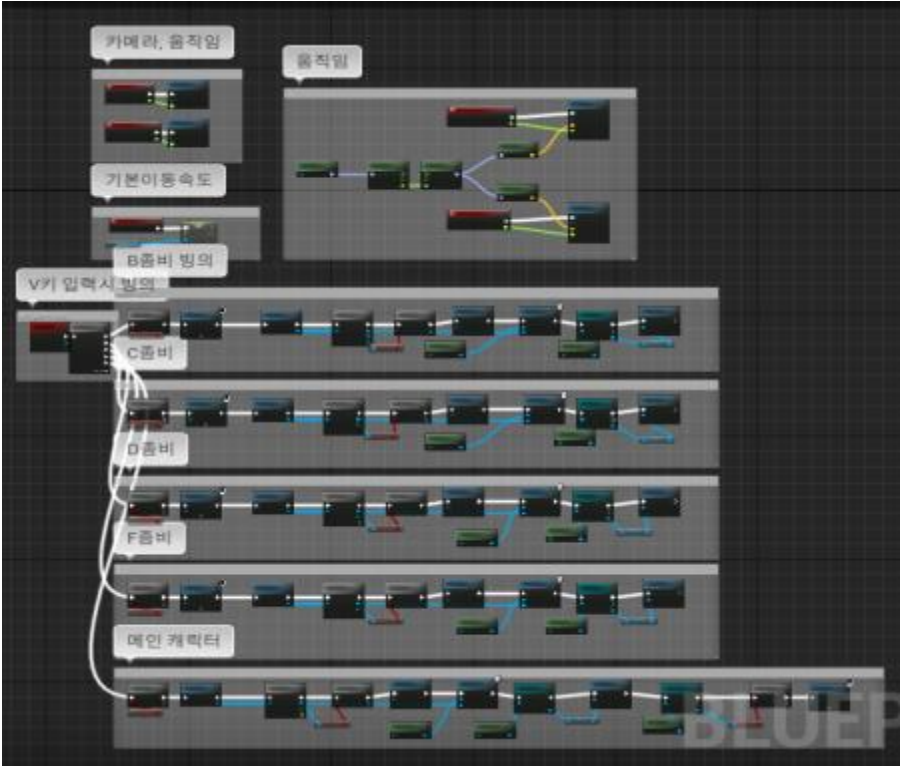 카메라, 움직임
움직임
기본이동속도
B좀비 빙의
V키 입력시 빙의
C좀비
D좀비
F좀비
메인 캐릭터
BLUEP